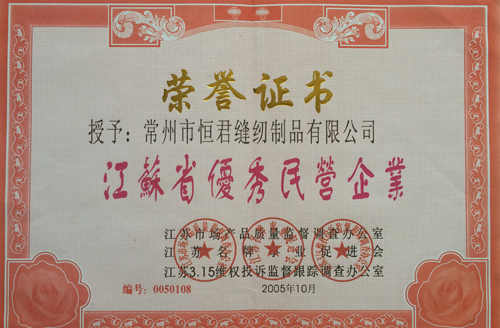 荣誉证书
授予：常州市恒君缝纫制品有限公司
江蘇省優秀民營企業
江苏市场产品质量监督调查办公室
江苏名牌事业促进会
江苏3.15维权投诉监督跟踪调查办公室
编号：0050108
2005年10月